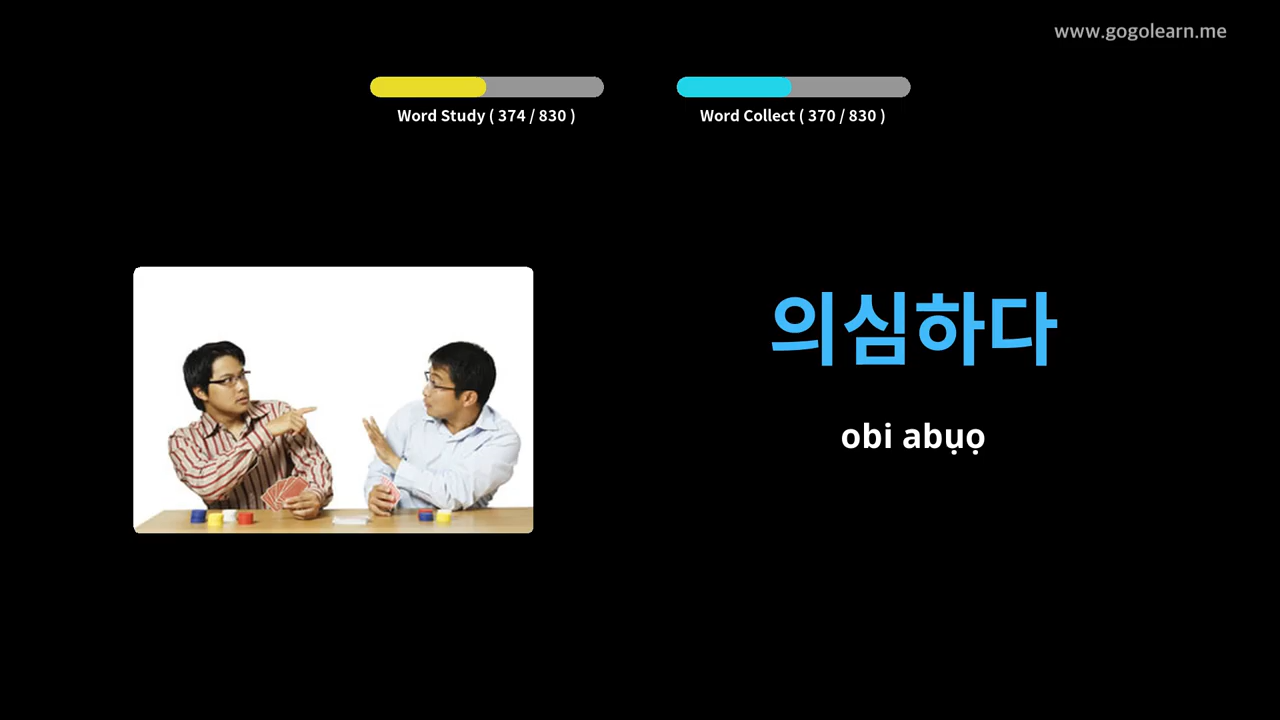 www.gogolearn.me
Word Study ( 374 / 830 )
Word Collect ( 370 / 830 )
의심하다
obi abụọ